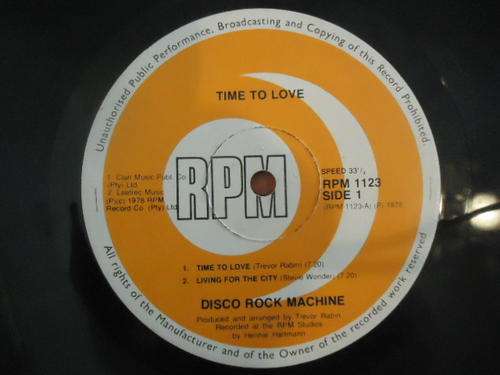 Unauthorised Public Performance, Broadcasting and Copying of this Record Prohibited.
TIME TO LOVE
1. Clan Music Publ. Co.
(Pty) Ltd.
2. Laetrec Music
(P)(c) 1978 RPM
Record Co. (Pty) Ltd.
RPM
SPEED 33⅓
RPM 1123
SIDE 1
(RPM 1123-A) (P) 1978
1. TIME TO LOVE (Trevor Rabin) (7.20)
2. LIVING FOR THE CITY (Stevie Wonder) (7.20)
DISCO ROCK MACHINE
Produced and arranged by Trevor Rabin
Recorded at the RPM Studios
by Hennie Hartmann
All rights of the Manufacturer and of the Owner of the recorded work reserved